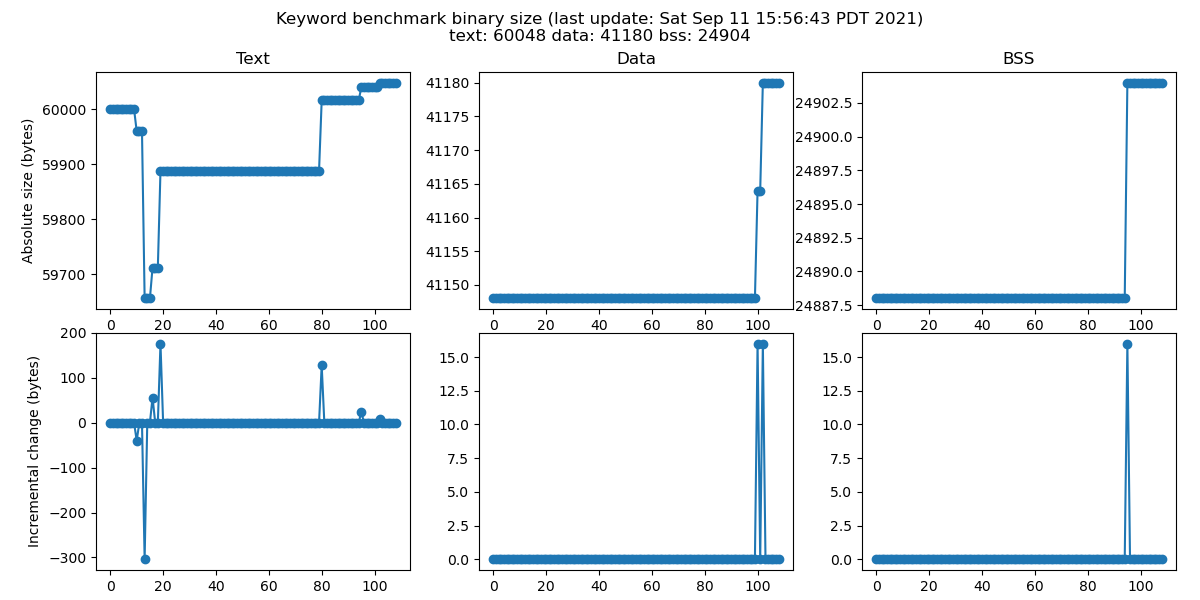 Keyword benchmark binary size (last update: Sat Sep 11 15:56:43 PDT 2021)
text: 60048 data: 41180 bss: 24904
Text
Absolute size (bytes)
60000
59900
59800
59700
0 20 40 60 80 100
Data
41180
41175
41170
41165
41160
41155
41150
0 20 40 60 80 100
BSS
24902.5
24900.0
24897.5
24895.0
24892.5
24890.0
24887.5
0 20 40 60 80 100
Incremental change (bytes)
200
100
0
−100
−200
−300
0 20 40 60 80 100
15.0
12.5
10.0
7.5
5.0
2.5
0.0
0 20 40 60 80 100
15.0
12.5
10.0
7.5
5.0
2.5
0.0
0 20 40 60 80 100